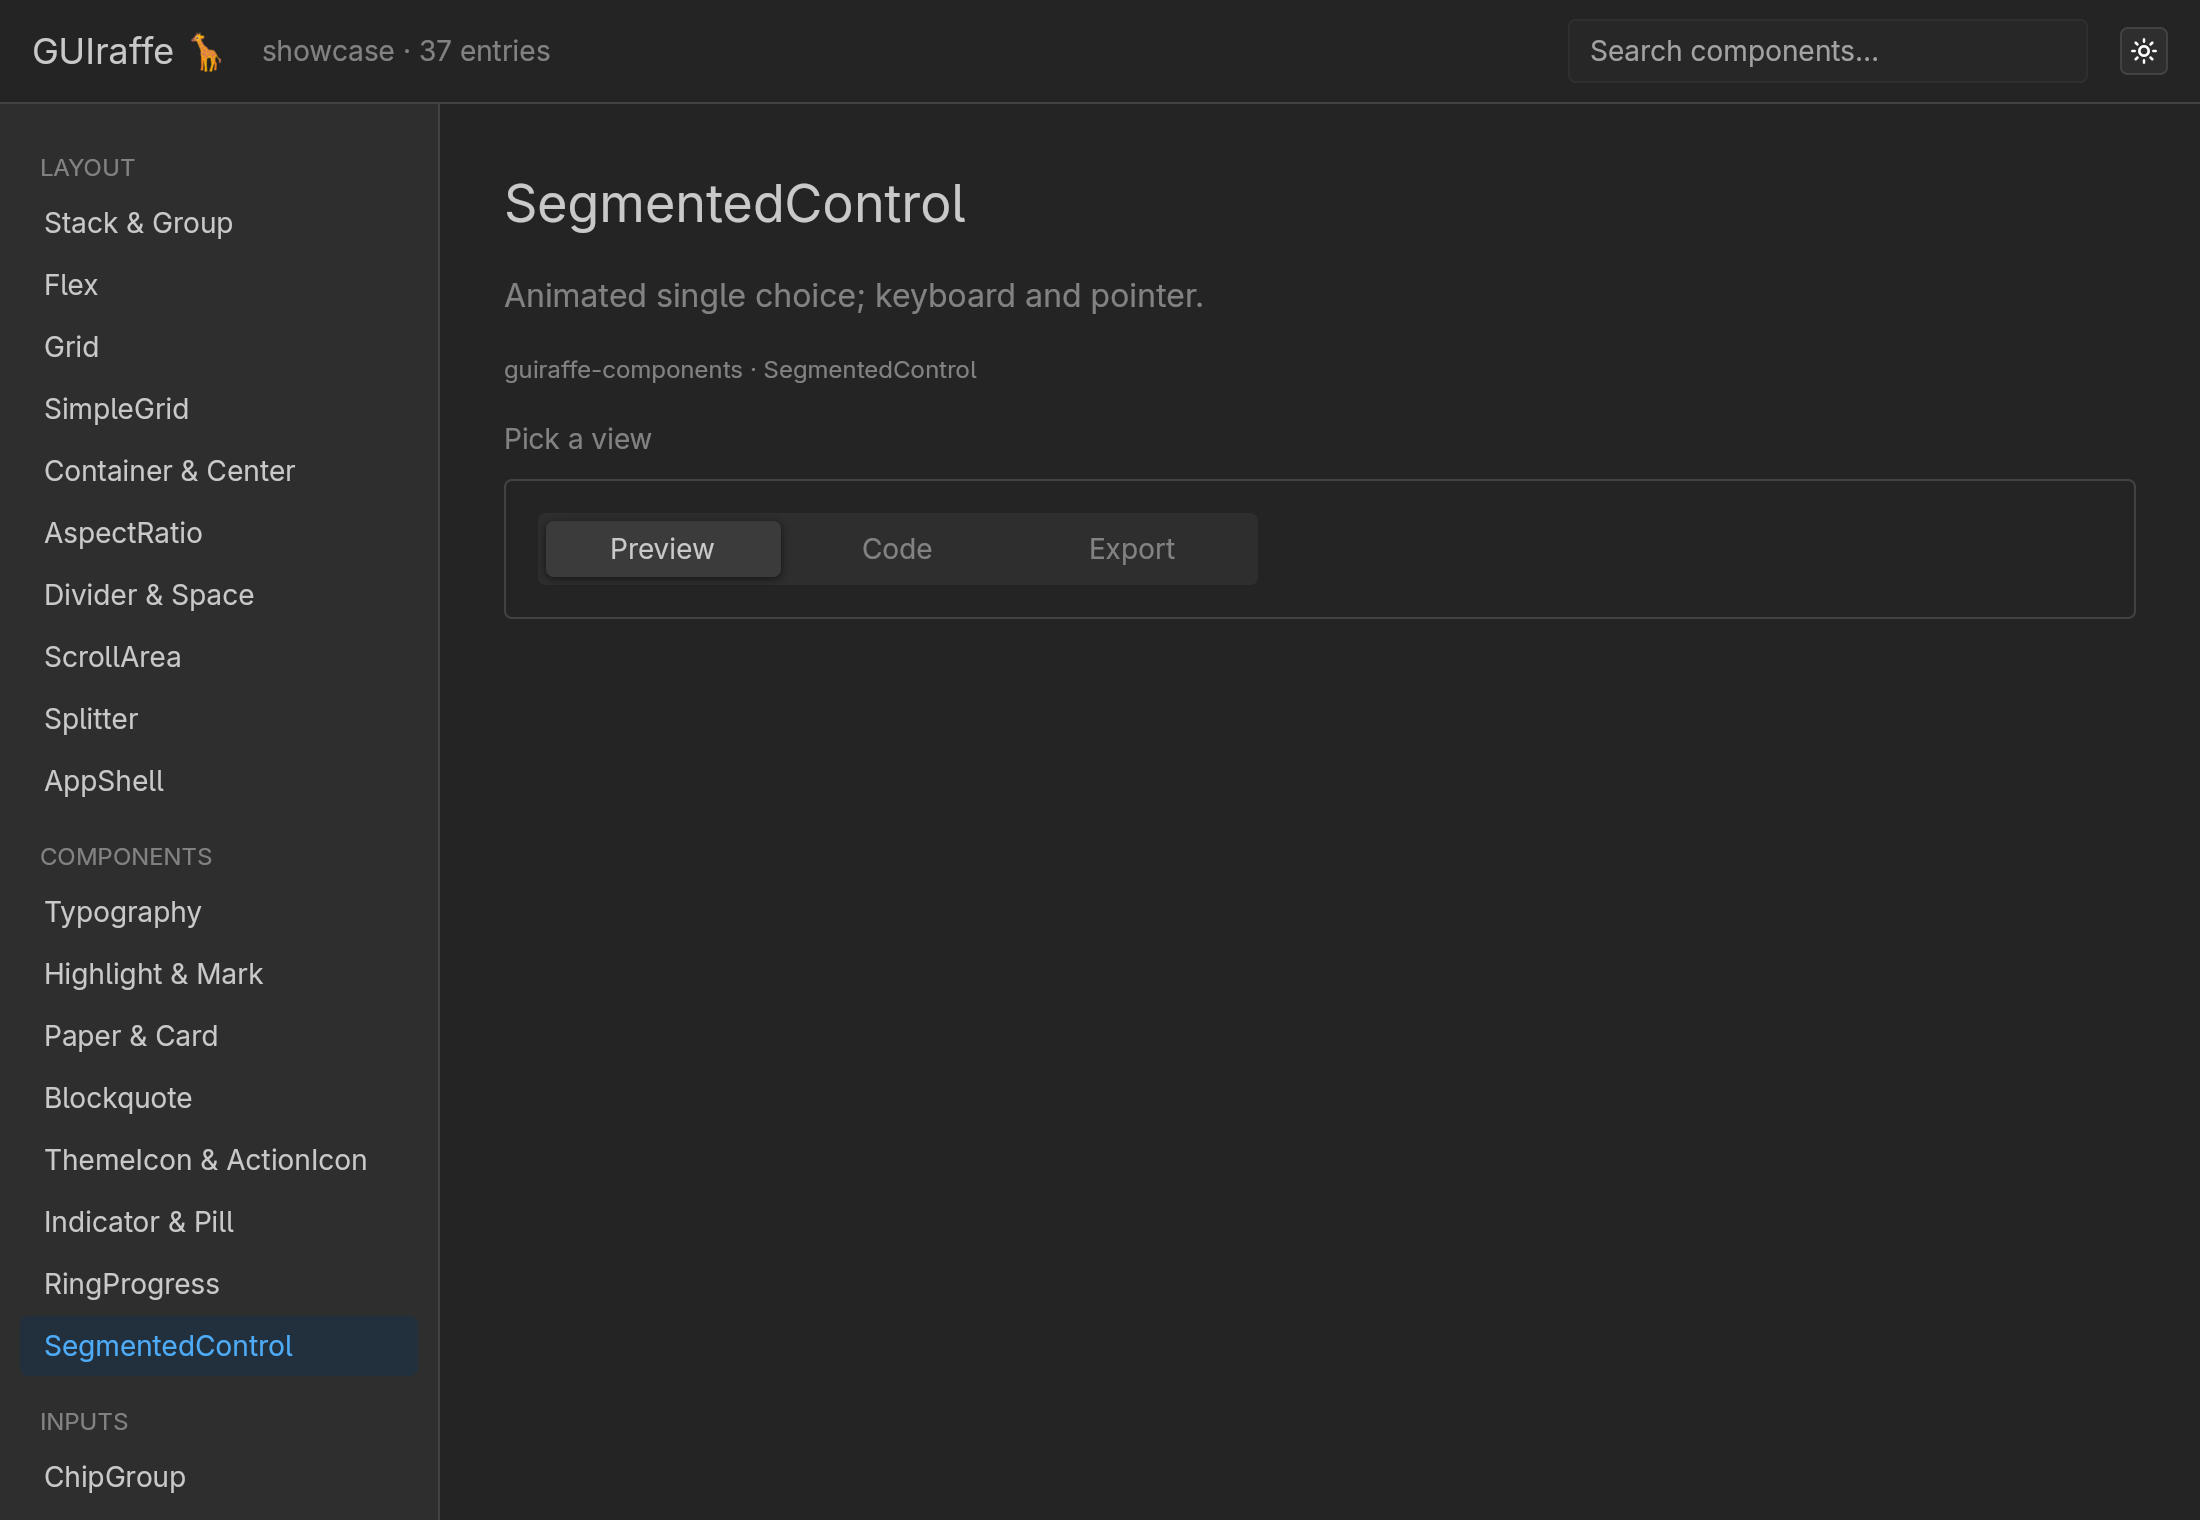 GUIraffe 🦒 showcase · 37 entries Search components...
LAYOUT
Stack & Group
Flex
Grid
SimpleGrid
Container & Center
AspectRatio
Divider & Space
ScrollArea
Splitter
AppShell
COMPONENTS
Typography
Highlight & Mark
Paper & Card
Blockquote
ThemeIcon & ActionIcon
Indicator & Pill
RingProgress
SegmentedControl
INPUTS
ChipGroup
SegmentedControl
Animated single choice; keyboard and pointer.
guiraffe-components · SegmentedControl
Pick a view
Preview Code Export